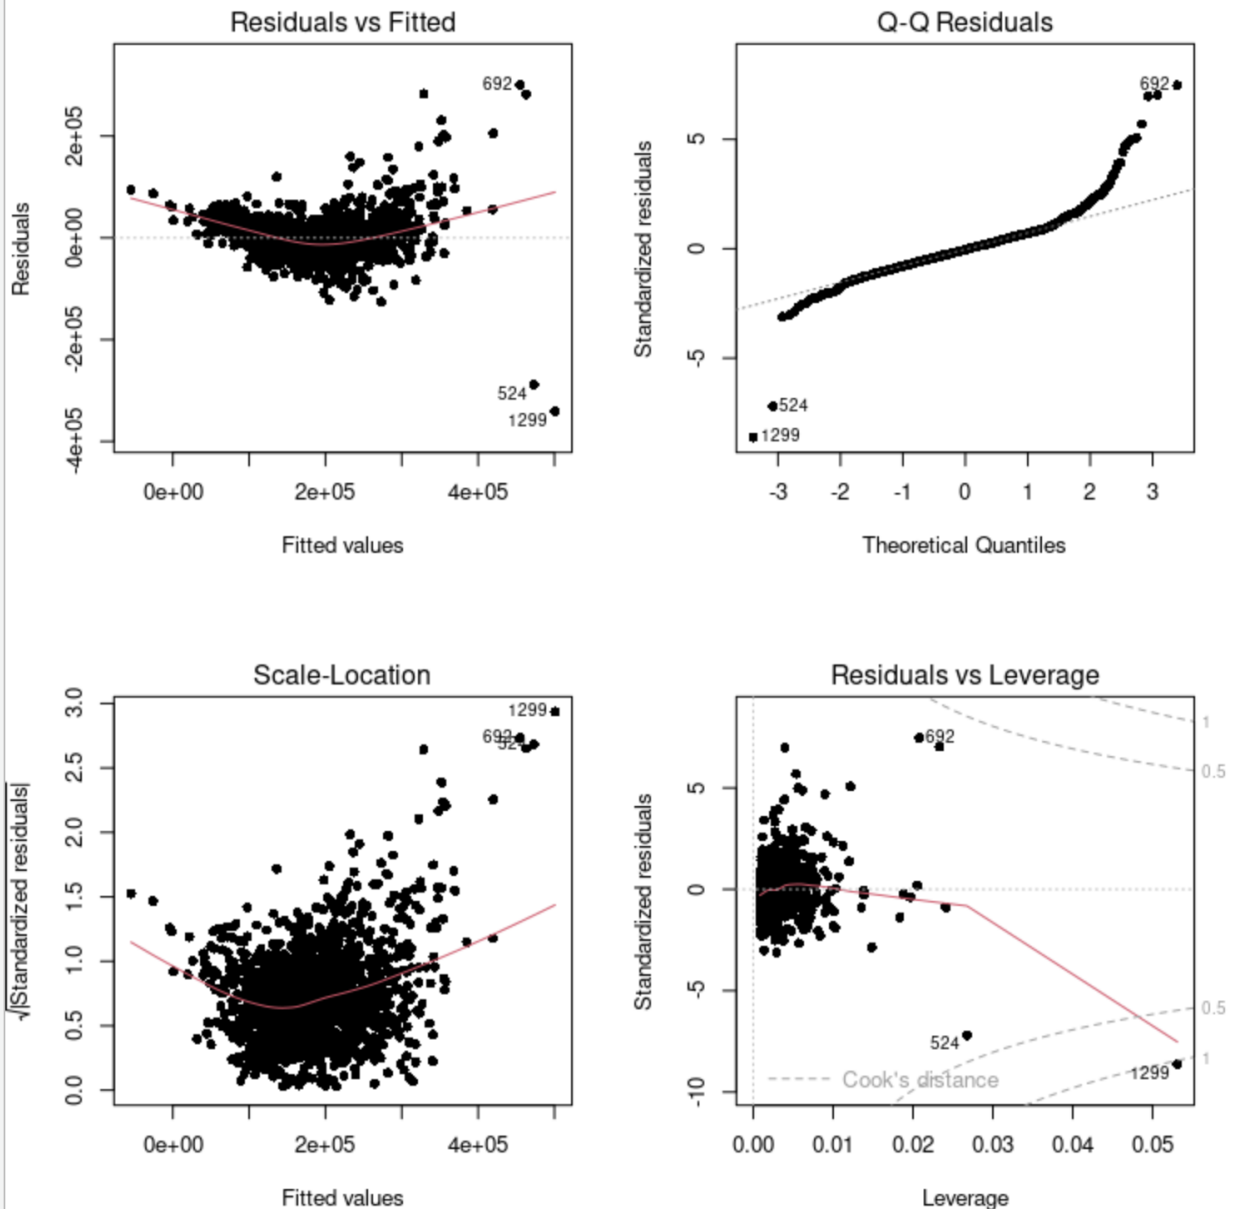 Residuals vs Fitted
Residuals
-4e+05
-2e+05
0e+00
2e+05
692
524
1299
0e+00
2e+05
4e+05
Fitted values
Q-Q Residuals
Standardized residuals
-5
0
5
692
524
1299
-3
-2
-1
0
1
2
3
Theoretical Quantiles
Scale-Location
√|Standardized residuals|
0.0
0.5
1.0
1.5
2.0
2.5
3.0
1299
692
524
0e+00
2e+05
4e+05
Fitted values
Residuals vs Leverage
Standardized residuals
-10
-5
0
5
692
1
0.5
0.5
1
524
1299
Cook's distance
0.00
0.01
0.02
0.03
0.04
0.05
Leverage